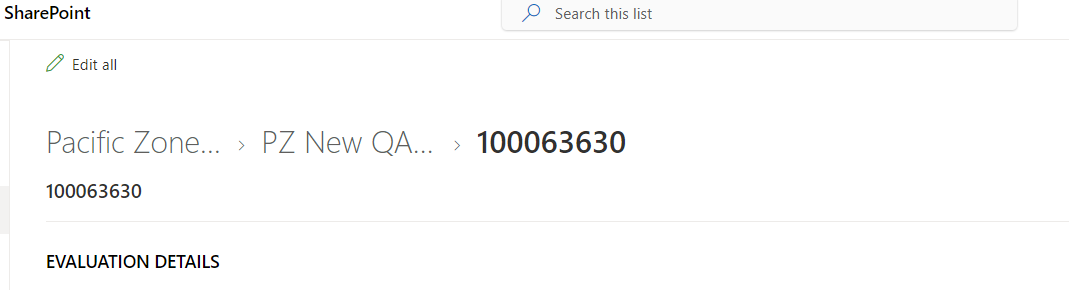 SharePoint
Search this list
Edit all
Pacific Zone... > PZ New QA... > 100063630
100063630
EVALUATION DETAILS